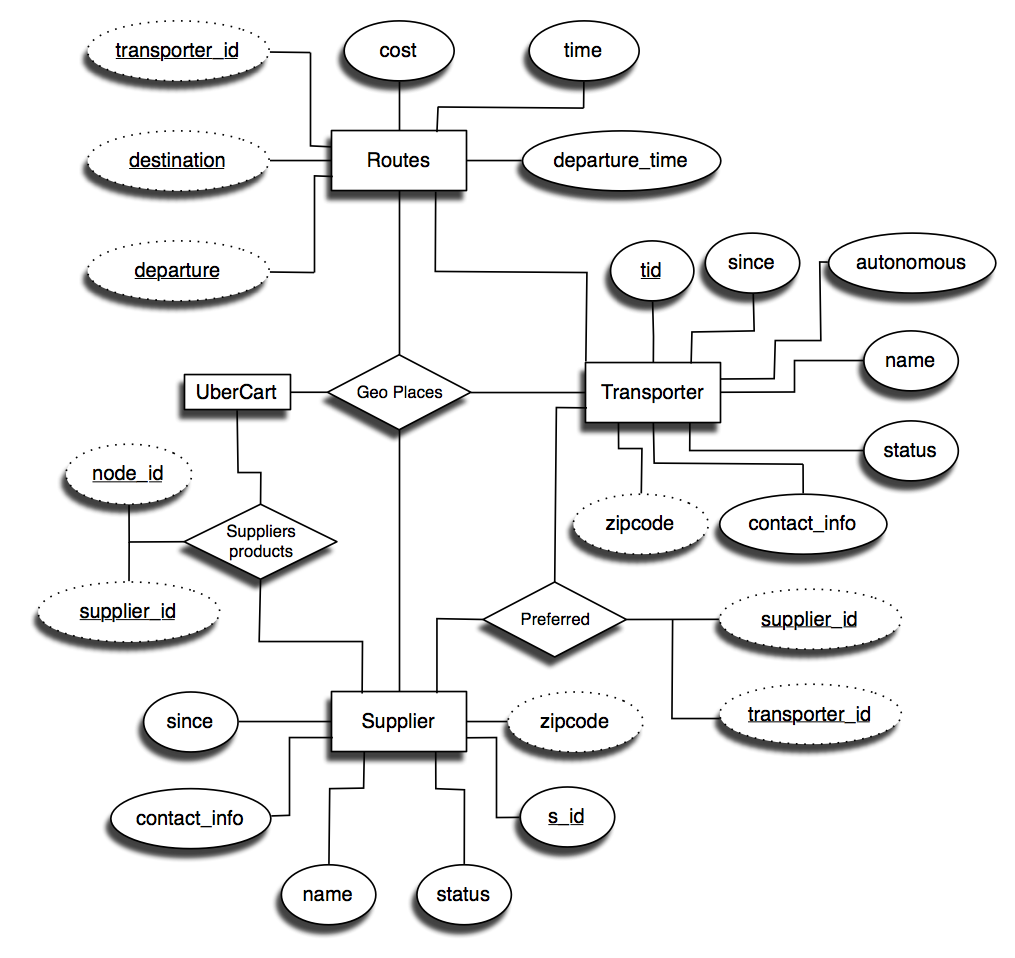 transporter_id
cost
time
destination
Routes
departure_time
departure
tid
since
autonomous
name
UberCart
Geo Places
Transporter
status
node_id
zipcode
contact_info
Suppliers
products
supplier_id
Preferred
supplier_id
transporter_id
since
Supplier
zipcode
contact_info
s_id
name
status